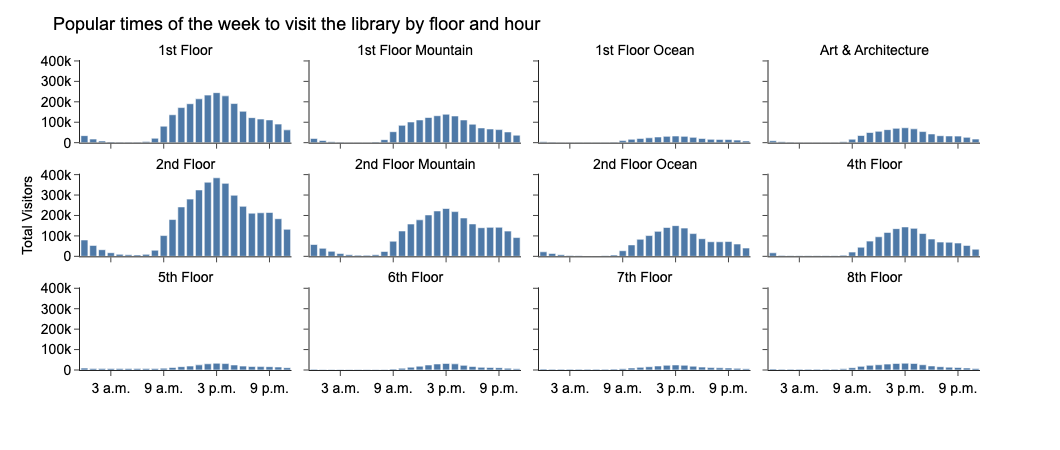 Popular times of the week to visit the library by floor and hour
1st Floor 1st Floor Mountain 1st Floor Ocean Art & Architecture
400k
300k
200k
100k
0
2nd Floor 2nd Floor Mountain 2nd Floor Ocean 4th Floor
Total Visitors
400k
300k
200k
100k
0
5th Floor 6th Floor 7th Floor 8th Floor
400k
300k
200k
100k
0
3 a.m. 9 a.m. 3 p.m. 9 p.m. 3 a.m. 9 a.m. 3 p.m. 9 p.m. 3 a.m. 9 a.m. 3 p.m. 9 p.m. 3 a.m. 9 a.m. 3 p.m. 9 p.m.